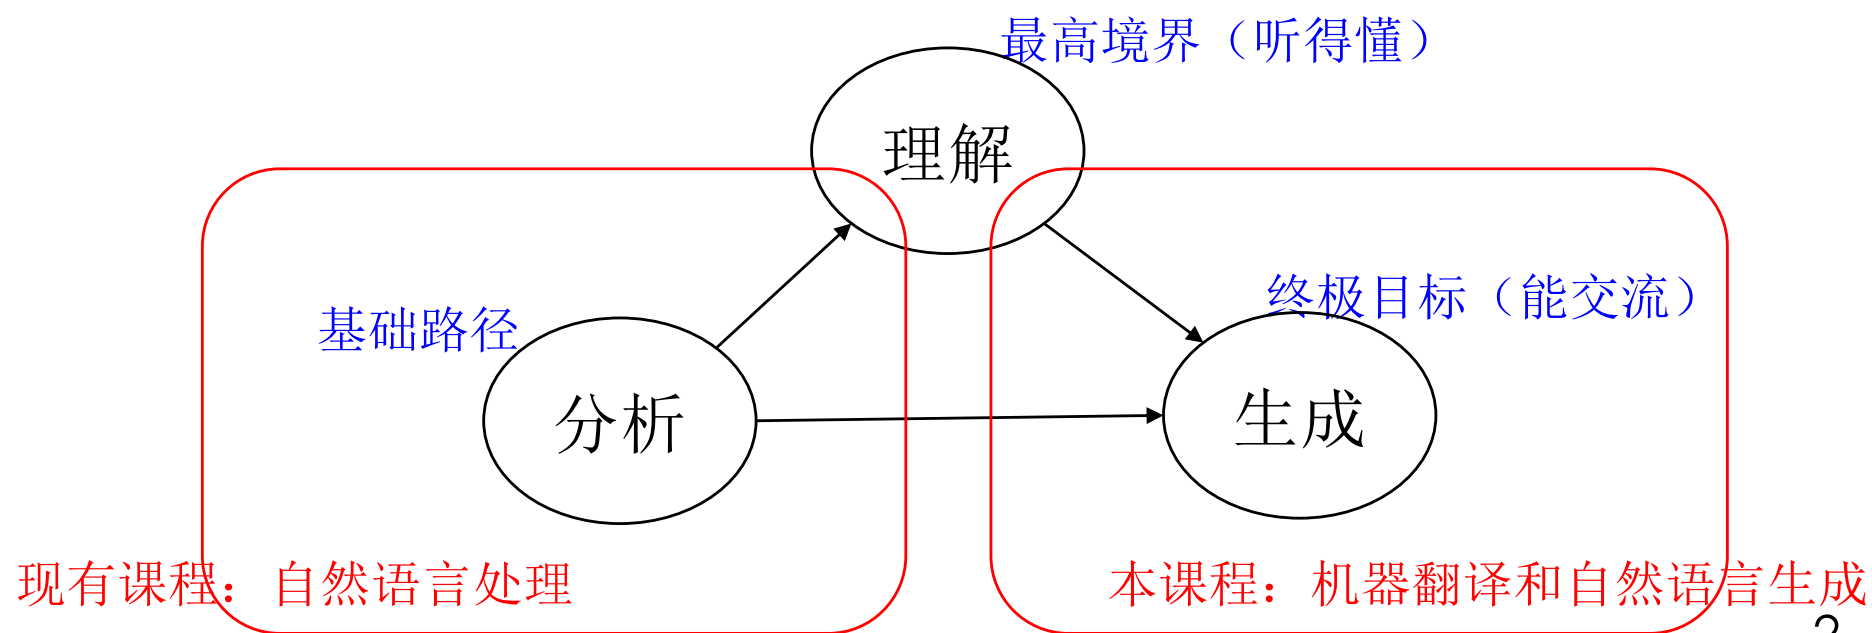 最高境界（听得懂）
理解
终极目标（能交流）
基础路径
分析
生成
现有课程：自然语言处理
本课程：机器翻译和自然语言生成